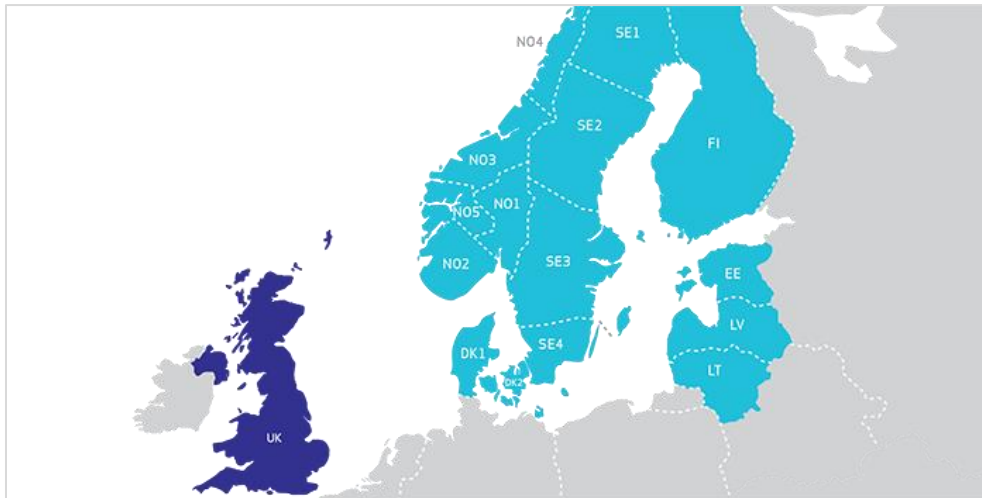 NO4
SE1
SE2
FI
NO3
NO5
NO1
NO2
SE3
EE
LV
DK1
SE4
LT
DK2
UK